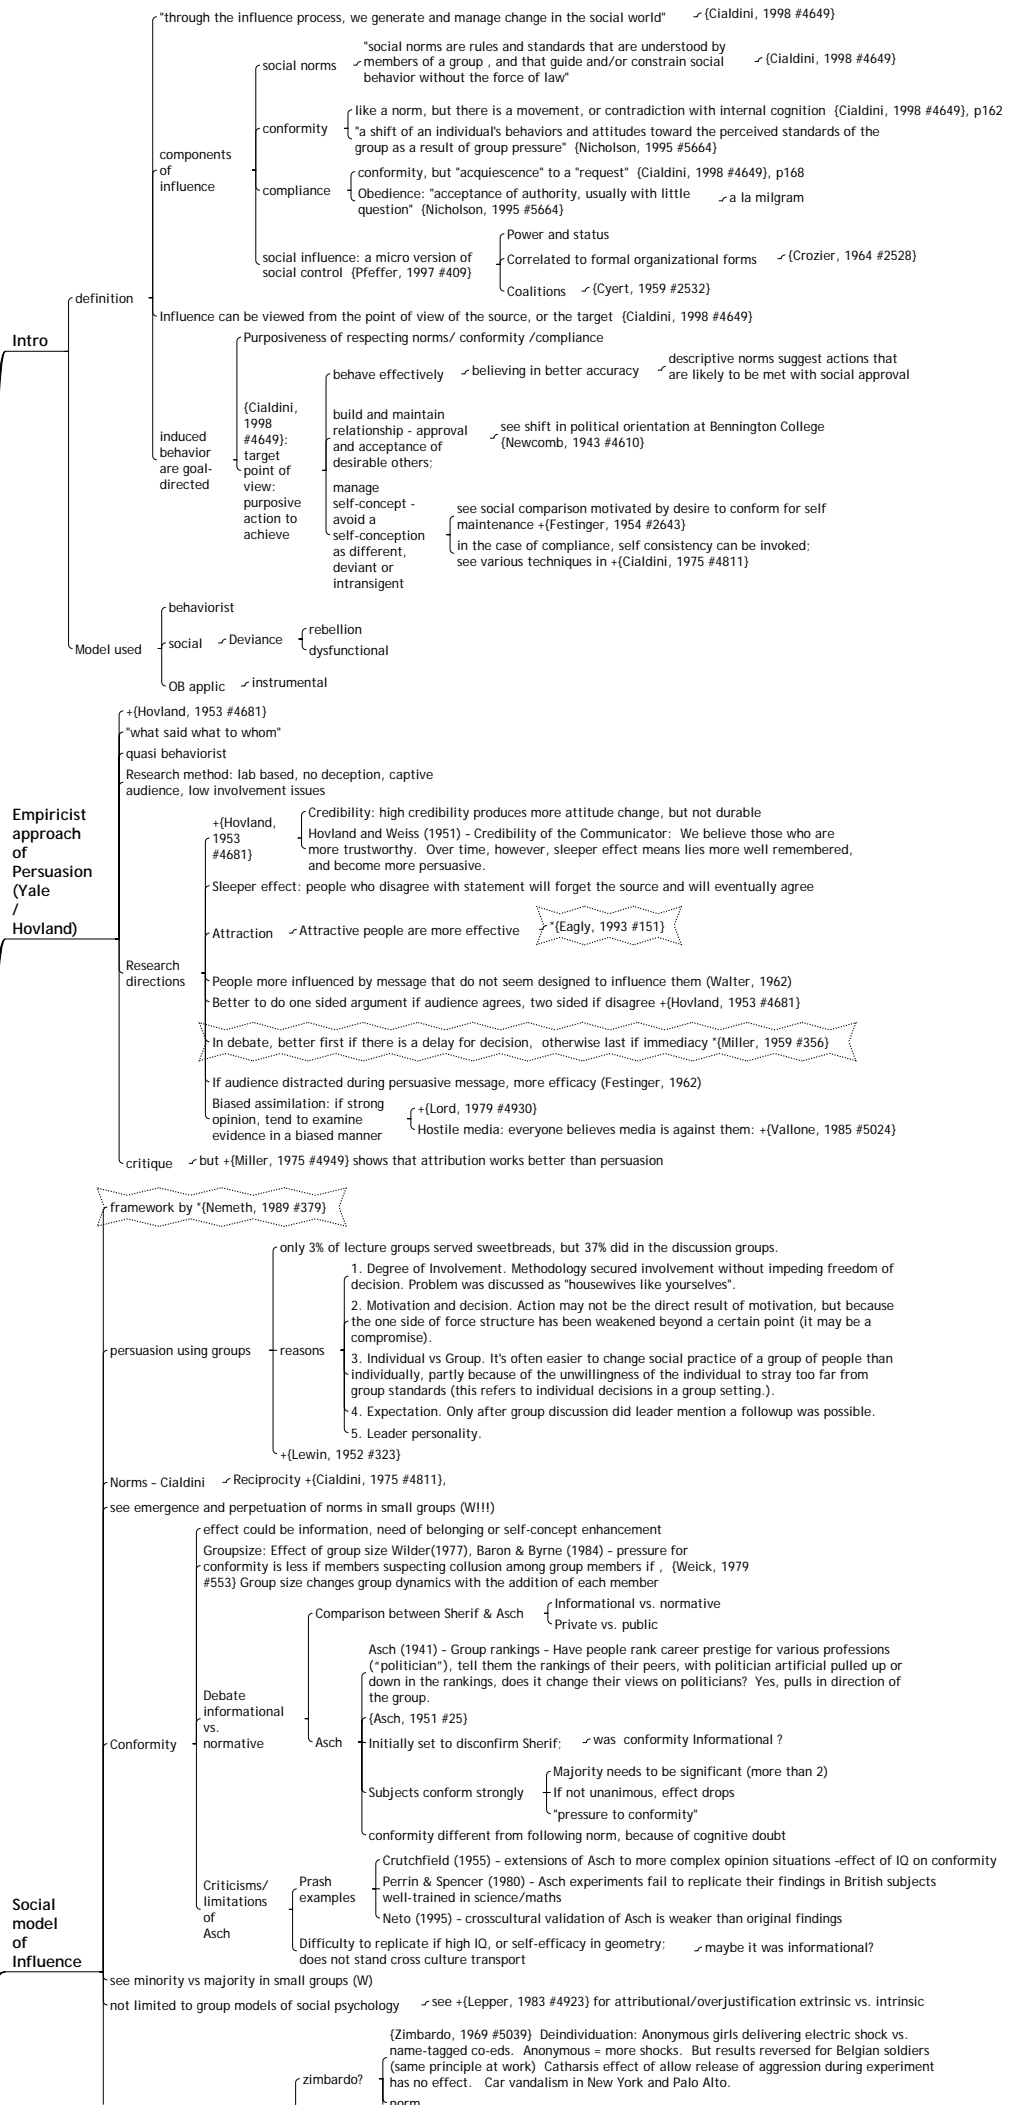 Intro
definition
"through the influence process, we generate and manage change in the social world"
{Cialdini, 1998 #4649}
components
of
influence
social norms
"social norms are rules and standards that are understood by
members of a group , and that guide and/or constrain social
behavior without the force of law"
{Cialdini, 1998 #4649}
conformity
like a norm, but there is a movement, or contradiction with internal cognition {Cialdini, 1998 #4649}, p162
"a shift of an individual's behaviors and attitudes toward the perceived standards of the
group as a result of group pressure" {Nicholson, 1995 #5664}
compliance
conformity, but "acquiescence" to a "request" {Cialdini, 1998 #4649}, p168
Obedience: "acceptance of authority, usually with little
question" {Nicholson, 1995 #5664}
a la milgram
social influence: a micro version of
social control {Pfeffer, 1997 #409}
Power and status
Correlated to formal organizational forms
{Crozier, 1964 #2528}
Coalitions
{Cyert, 1959 #2532}
Influence can be viewed from the point of view of the source, or the target {Cialdini, 1998 #4649}
induced
behavior
are goal-
directed
Purposiveness of respecting norms/ conformity /compliance
{Cialdini,
1998
#4649}:
target
point of
view:
purposive
action to
achieve
behave effectively
believing in better accuracy
descriptive norms suggest actions that
are likely to be met with social approval
build and maintain
relationship - approval
and acceptance of
desirable others;
see shift in political orientation at Bennington College
{Newcomb, 1943 #4610}
manage
self-concept -
avoid a
self-conception
as different,
deviant or
intransigent
see social comparison motivated by desire to conform for self
maintenance +{Festinger, 1954 #2643}
in the case of compliance, self consistency can be invoked;
see various techniques in +{Cialdini, 1975 #4811}
Model used
behaviorist
social
Deviance
rebellion
dysfunctional
OB applic
instrumental
Empiricist
approach
of
Persuasion
(Yale
/
Hovland)
+{Hovland, 1953 #4681}
"what said what to whom"
quasi behaviorist
Research method: lab based, no deception, captive
audience, low involvement issues
Research
directions
+{Hovland,
1953
#4681}
Credibility: high credibility produces more attitude change, but not durable
Hovland and Weiss (1951) – Credibility of the Communicator: We believe those who are
more trustworthy. Over time, however, sleeper effect means lies more well remembered,
and become more persuasive.
Sleeper effect: people who disagree with statement will forget the source and will eventually agree
Attraction
Attractive people are more effective
*{Eagly, 1993 #151}
People more influenced by message that do not seem designed to influence them (Walter, 1962)
Better to do one sided argument if audience agrees, two sided if disagree +{Hovland, 1953 #4681}
In debate, better first if there is a delay for decision, otherwise last if immediacy *{Miller, 1959 #356}
If audience distracted during persuasive message, more efficacy (Festinger, 1962)
Biased assimilation: if strong
opinion, tend to examine
evidence in a biased manner
+{Lord, 1979 #4930}
Hostile media: everyone believes media is against them: +{Vallone, 1985 #5024}
critique
but +{Miller, 1975 #4949} shows that attribution works better than persuasion
Social
model
of
Influence
framework by *{Nemeth, 1989 #379}
persuasion using groups
only 3% of lecture groups served sweetbreads, but 37% did in the discussion groups.
reasons
1. Degree of Involvement. Methodology secured involvement without impeding freedom of
decision. Problem was discussed as "housewives like yourselves".
2. Motivation and decision. Action may not be the direct result of motivation, but because
the one side of force structure has been weakened beyond a certain point (it may be a
compromise).
3. Individual vs Group. It's often easier to change social practice of a group of people than
individually, partly because of the unwillingness of the individual to stray too far from
group standards (this refers to individual decisions in a group setting.).
4. Expectation. Only after group discussion did leader mention a followup was possible.
5. Leader personality.
+{Lewin, 1952 #323}
Norms – Cialdini
Reciprocity +{Cialdini, 1975 #4811},
see emergence and perpetuation of norms in small groups (W!!!)
Conformity
effect could be information, need of belonging or self-concept enhancement
Groupsize: Effect of group size Wilder(1977), Baron & Byrne (1984) – pressure for
conformity is less if members suspecting collusion among group members if , {Weick, 1979
#553} Group size changes group dynamics with the addition of each member
Debate
informational
vs.
normative
Comparison between Sherif & Asch
Informational vs. normative
Private vs. public
Asch
Asch (1941) – Group rankings – Have people rank career prestige for various professions
(“politician”), tell them the rankings of their peers, with politician artificial pulled up or
down in the rankings, does it change their views on politicians? Yes, pulls in direction of
the group.
{Asch, 1951 #25}
Initially set to disconfirm Sherif;
was conformity Informational ?
Subjects conform strongly
Majority needs to be significant (more than 2)
If not unanimous, effect drops
"pressure to conformity"
conformity different from following norm, because of cognitive doubt
Criticisms/
limitations
of
Asch
Prash
examples
Crutchfield (1955) – extensions of Asch to more complex opinion situations –effect of IQ on conformity
Perrin & Spencer (1980) – Asch experiments fail to replicate their findings in British subjects
well-trained in science/maths
Neto (1995) – crosscultural validation of Asch is weaker than original findings
Difficulty to replicate if high IQ, or self-efficacy in geometry;
does not stand cross culture transport
maybe it was informational?
see minority vs majority in small groups (W)
not limited to group models of social psychology
see +{Lepper, 1983 #4923} for attributional/overjustification extrinsic vs. intrinsic
zimbardo?
{Zimbardo, 1969 #5039} Deindividuation: Anonymous girls delivering electric shock vs.
name-tagged co-eds. Anonymous = more shocks. But results reversed for Belgian soldiers
(same principle at work) Catharsis effect of allow release of aggression during experiment
has no effect. Car vandalism in New York and Palo Alto.
norm